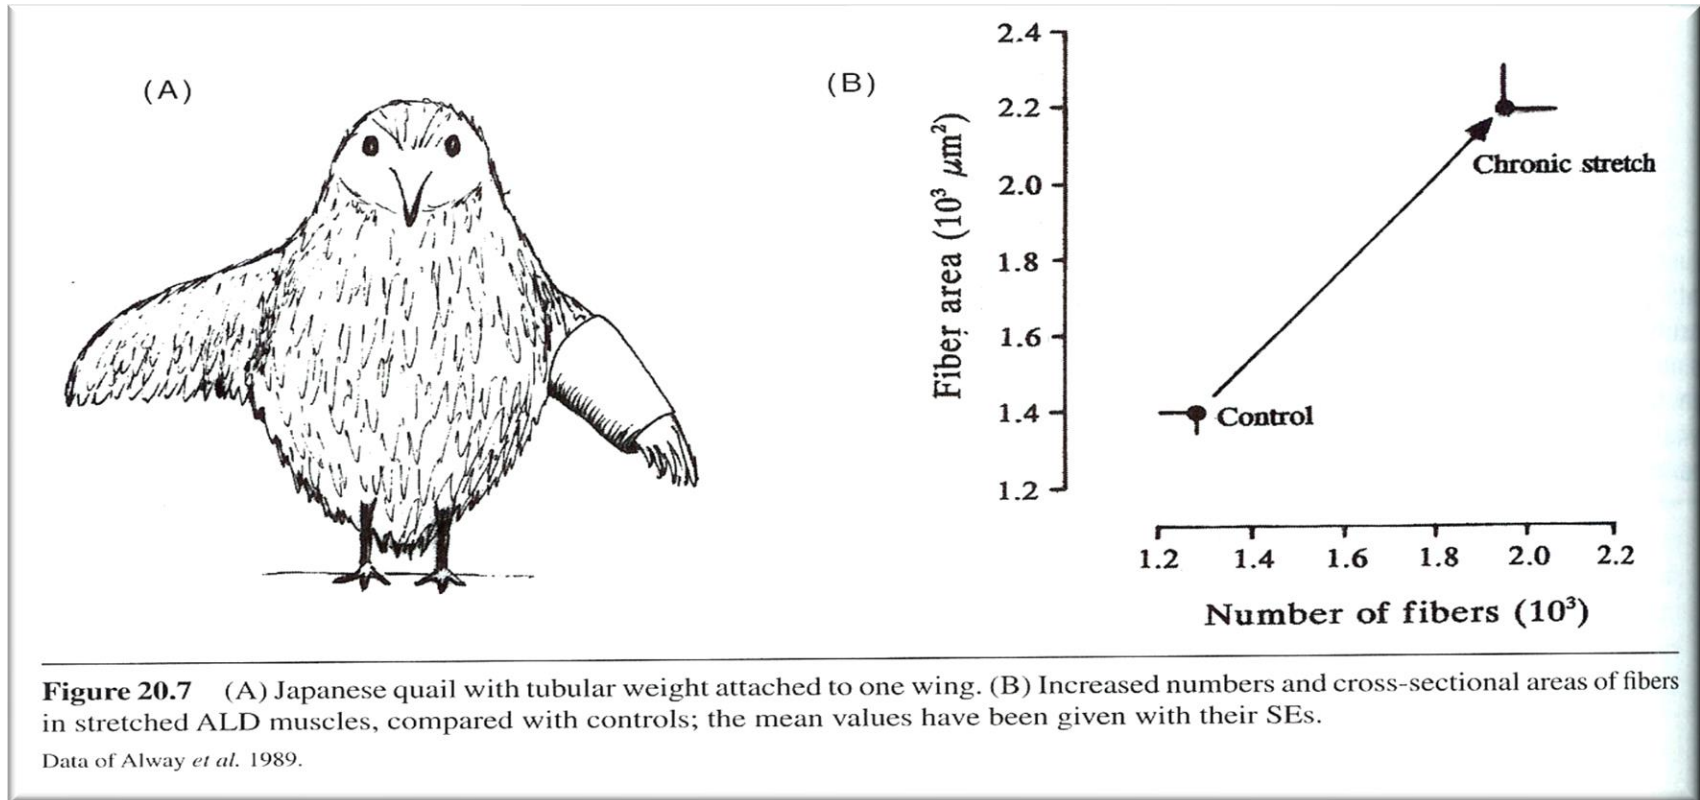 (A)
(B)
2.4
2.2
2.0
1.8
1.6
1.4
1.2
Fiber area (10³ μm²)
Chronic stretch
Control
1.2 1.4 1.6 1.8 2.0 2.2
Number of fibers (10³)
Figure 20.7 (A) Japanese quail with tubular weight attached to one wing. (B) Increased numbers and cross-sectional areas of fibers
in stretched ALD muscles, compared with controls; the mean values have been given with their SEs.
Data of Alway et al. 1989.